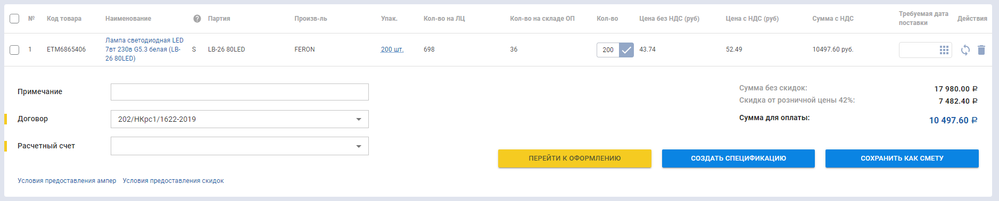 № Код товара Наименование ? Партия Произв-ль Упак. Кол-во на ЛЦ Кол-во на складе ОП Кол-во Цена без НДС (руб) Цена с НДС (руб) Сумма с НДС Требуемая дата Действия
поставки
Лампа светодиодная LED
1 ETM6865406 7вт 230в G5.3 белая (LB- S LB-26 80LED FERON 200 шт. 698 36 200 43.74 52.49 10497.60 руб.
26 80LED)
Примечание
Договор 202/НКрс1/1622-2019
Расчетный счет
Условия предоставления ампер Условия предоставления скидок
Сумма без скидок: 17 980.00 ₽
Скидка от розничной цены 42%: 7 482.40 ₽
Сумма для оплаты: 10 497.60 ₽
ПЕРЕЙТИ К ОФОРМЛЕНИЮ СОЗДАТЬ СПЕЦИФИКАЦИЮ СОХРАНИТЬ КАК СМЕТУ